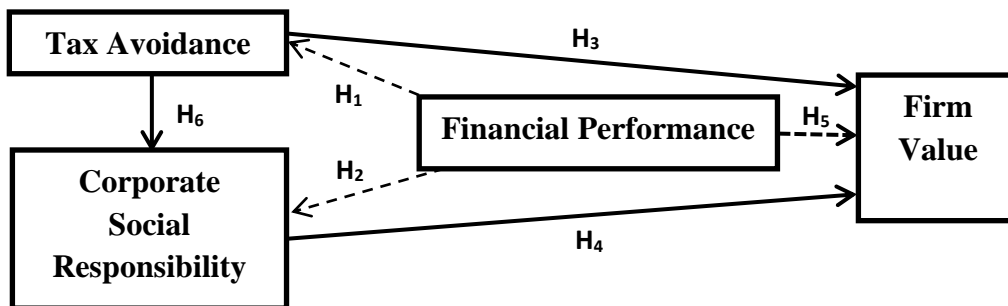 Tax Avoidance
H₃
H₁
H₆
Financial Performance
H₅
Firm
Value
H₂
Corporate
Social
Responsibility
H₄